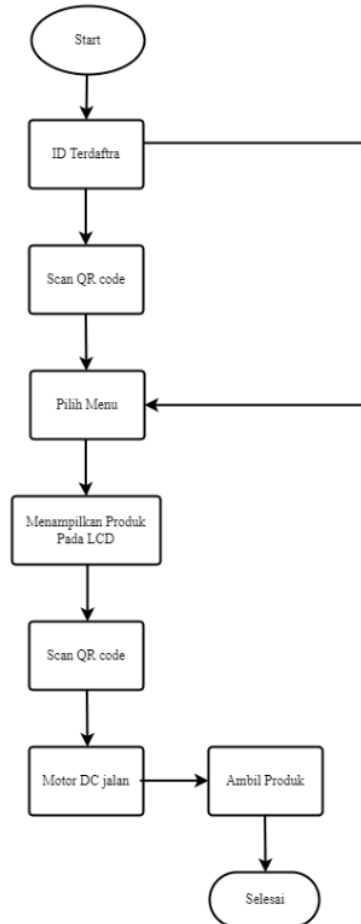 Start
ID Terdaftra
Scan QR code
Pilih Menu
Menampilkan Produk
Pada LCD
Scan QR code
Motor DC jalan
Ambil Produk
Selesai